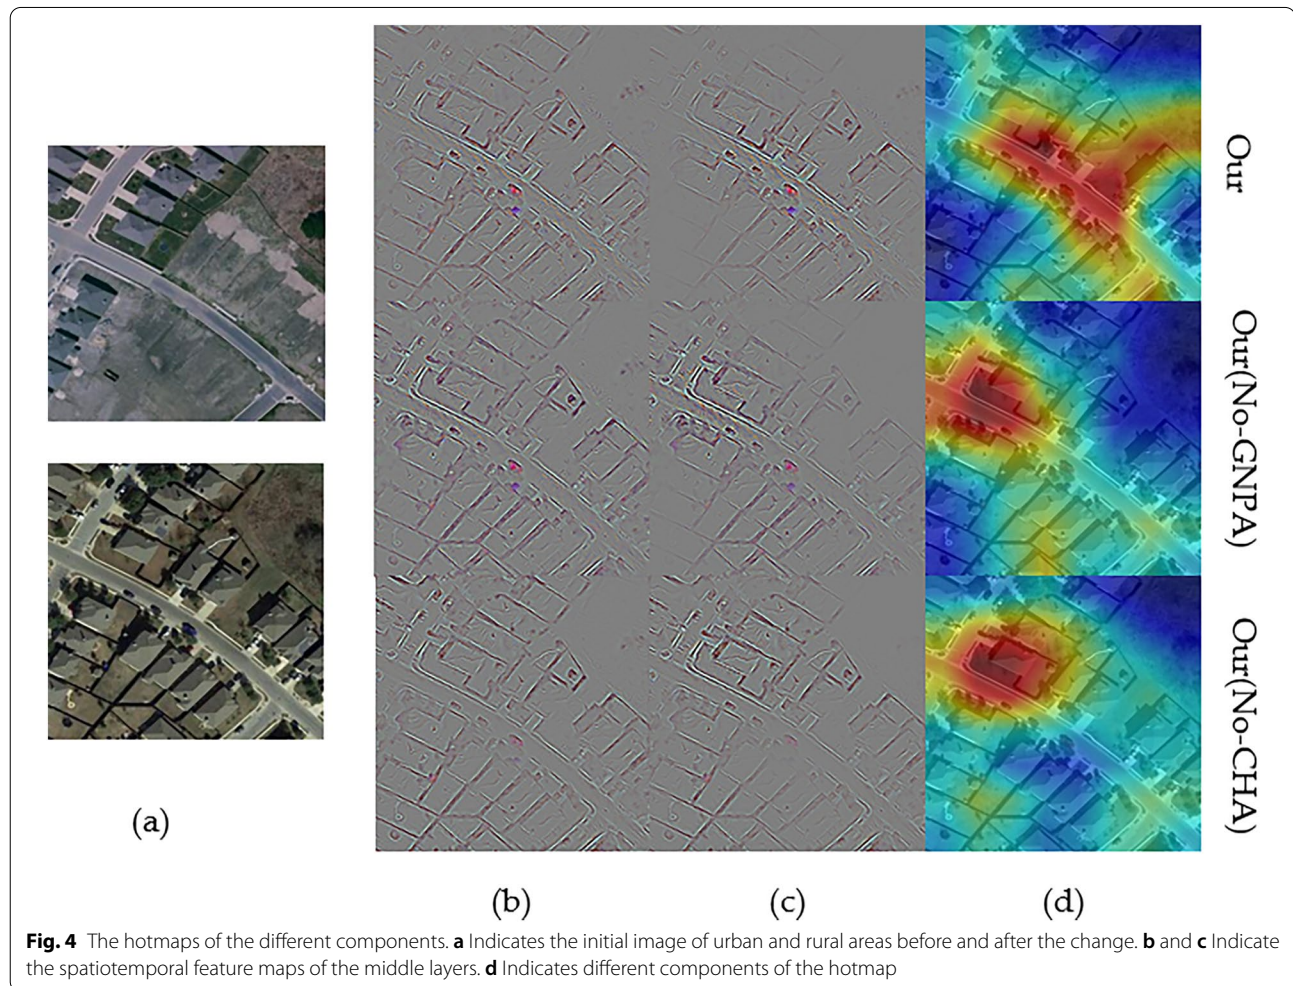 Our
Our(No-GNPA)
Our(No-CHA)
(a)
(b)
(c)
(d)
Fig. 4 The hotmaps of the different components. a Indicates the initial image of urban and rural areas before and after the change. b and c Indicate
the spatiotemporal feature maps of the middle layers. d Indicates different components of the hotmap